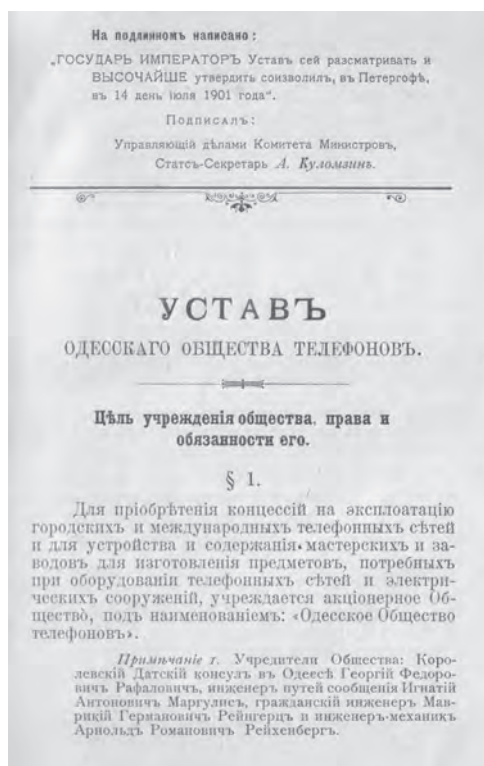 На подлинномъ написано:
„ГОСУДАРЬ ИМПЕРАТОРЪ Уставъ сей разсматривать и
ВЫСОЧАЙШЕ утвердить соизволилъ, въ Петергофѣ,
въ 14 день Іюля 1901 года“.
Подписалъ:
Управляющій дѣлами Комитета Министровъ,
Статсъ-Секретарь А. Куломзинъ.
УСТАВЪ
ОДЕССКАГО ОБЩЕСТВА ТЕЛЕФОНОВЪ.
Цѣль учрежденія общества, права и
обязанности его.
§ 1.
Для пріобрѣтенія концессій на эксплоатацію
городскихъ и международныхъ телефонныхъ сѣтей
и для устройства и содержанія мастерскихъ и за-
водовъ для изготовленія предметовъ, потребныхъ
при оборудованіи телефонныхъ сѣтей и электри-
ческихъ сооруженій, учреждается акціонерное Об-
щество, подъ наименованіемъ: «Одесское Общество
телефоновъ».
Примѣчаніе 1. Учредители Общества: Коро-
левскій Датскій консулъ въ Одессѣ Георгій Федоро-
вичъ Рафаловичъ, инженеръ путей сообщенія Игнатій
Антоновичъ Маргулисъ, гражданскій инженеръ Мав-
рикій Германовичъ Рейнгерцъ и инженеръ-механикъ
Арнольдъ Романовичъ Рейхенбергъ.